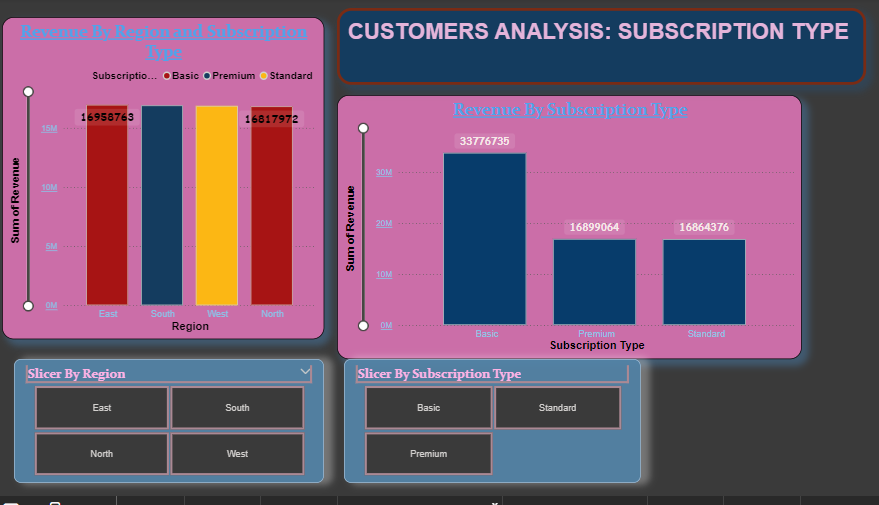 Revenue By Region and Subscription
Type
Subscriptio... Basic Premium Standard
16958763
16817972
15M
10M
5M
0M
Sum of Revenue
East South West North
Region
CUSTOMERS ANALYSIS: SUBSCRIPTION TYPE
Revenue By Subscription Type
33776735
16899064
16864376
30M
20M
10M
0M
Sum of Revenue
Basic Premium Standard
Subscription Type
Slicer By Region
East South
North West
Slicer By Subscription Type
Basic Standard
Premium